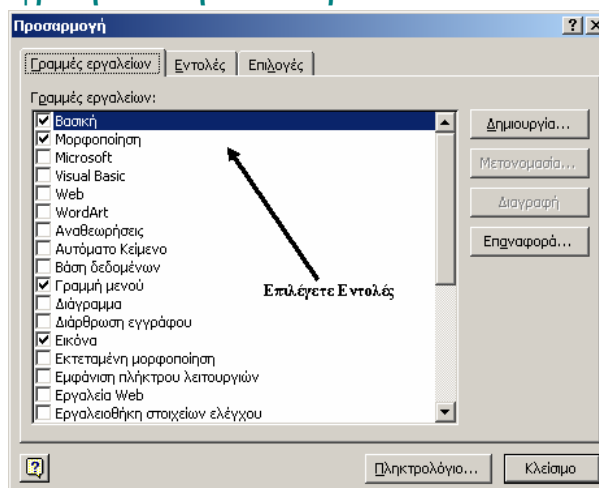 Προσαρμογή
Γραμμές εργαλείων Εντολές Επιλογές
Γραμμές εργαλείων:
Βασική
Μορφοποίηση
Microsoft
Visual Basic
Web
WordArt
Αναθεωρήσεις
Αυτόματο Κείμενο
Βάση δεδομένων
Γραμμή μενού
Διάγραμμα
Διάρθρωση εγγράφου
Εικόνα
Εκτεταμένη μορφοποίηση
Εμφάνιση πλήκτρου λειτουργιών
Εργαλεία Web
Εργαλειοθήκη στοιχείων ελέγχου
Επιλέγετε Εντολές
Δημιουργία...
Μετονομασία...
Διαγραφή
Επαναφορά...
Πληκτρολόγιο... Κλείσιμο